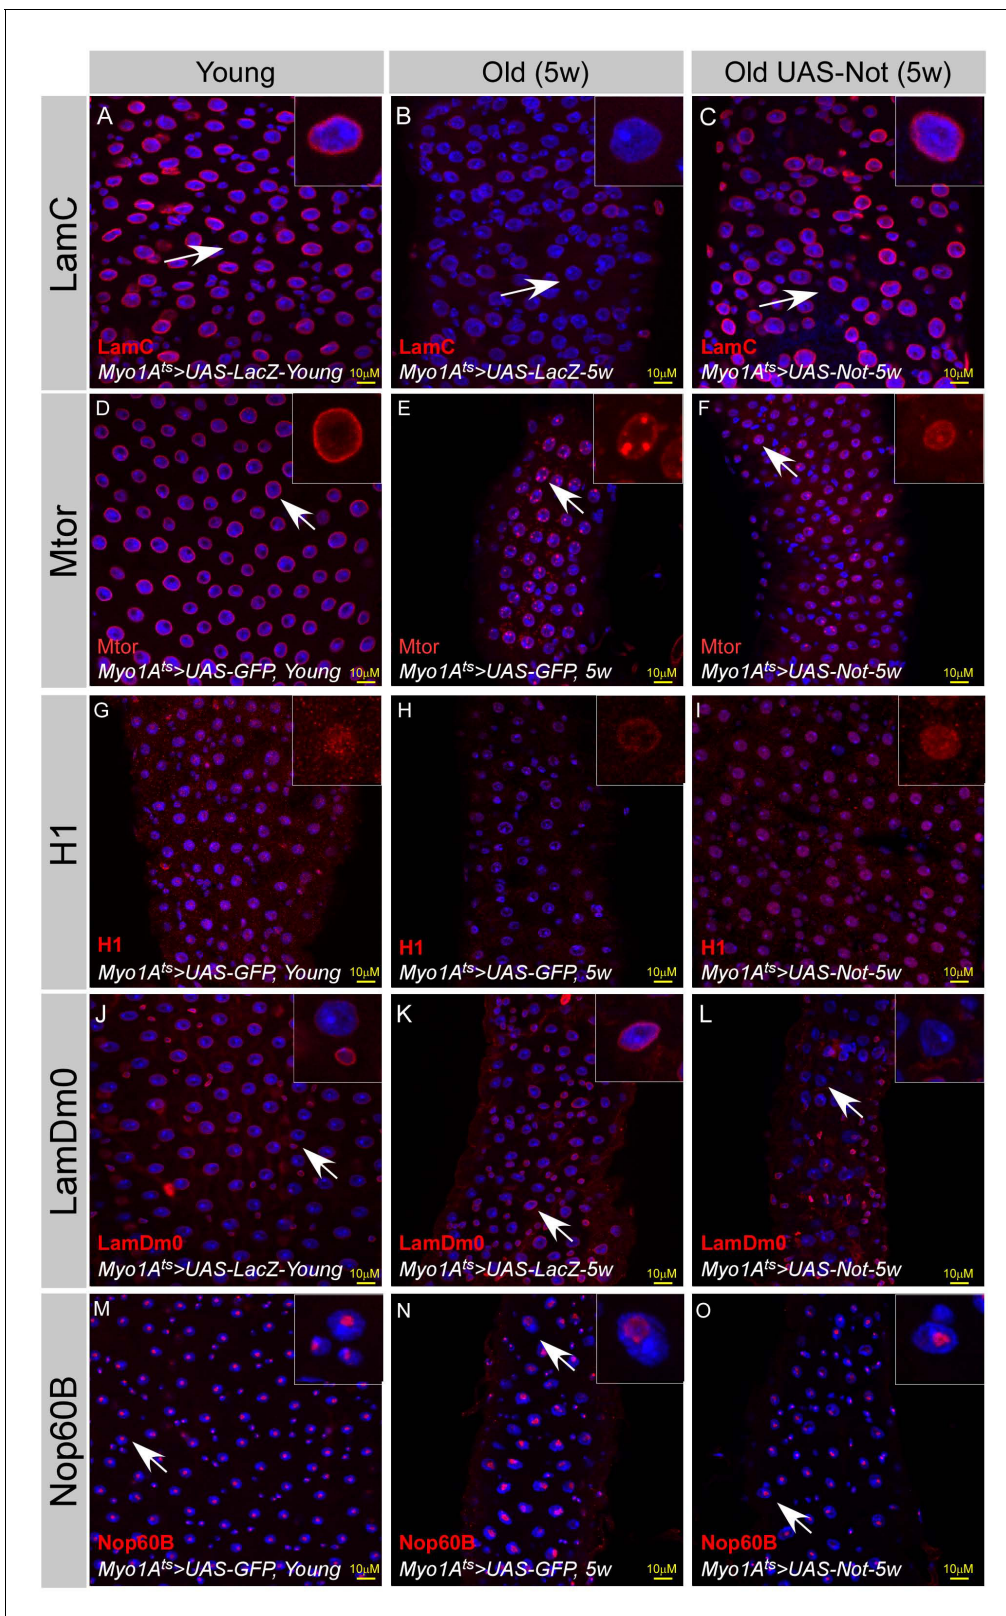 Young
Old (5w)
Old UAS-Not (5w)
LamC
A
LamC
Myo1Aᵗˢ>UAS-LacZ-Young
10µM
B
LamC
Myo1Aᵗˢ>UAS-LacZ-5w
10µM
C
LamC
Myo1Aᵗˢ>UAS-Not-5w
10µM
Mtor
D
Mtor
Myo1Aᵗˢ>UAS-GFP, Young
10µM
E
Mtor
Myo1Aᵗˢ>UAS-GFP, 5w
10µM
F
Mtor
Myo1Aᵗˢ>UAS-Not-5w
10µM
H1
G
H1
Myo1Aᵗˢ>UAS-GFP, Young
10µM
H
H1
Myo1Aᵗˢ>UAS-GFP, 5w
10µM
I
H1
Myo1Aᵗˢ>UAS-Not-5w
10µM
LamDm0
J
LamDm0
Myo1Aᵗˢ>UAS-LacZ-Young
10µM
K
LamDm0
Myo1Aᵗˢ>UAS-LacZ-5w
10µM
L
LamDm0
Myo1Aᵗˢ>UAS-Not-5w
10µM
Nop60B
M
Nop60B
Myo1Aᵗˢ>UAS-GFP, Young
10µM
N
Nop60B
Myo1Aᵗˢ>UAS-GFP, 5w
10µM
O
Nop60B
Myo1Aᵗˢ>UAS-Not-5w
10µM